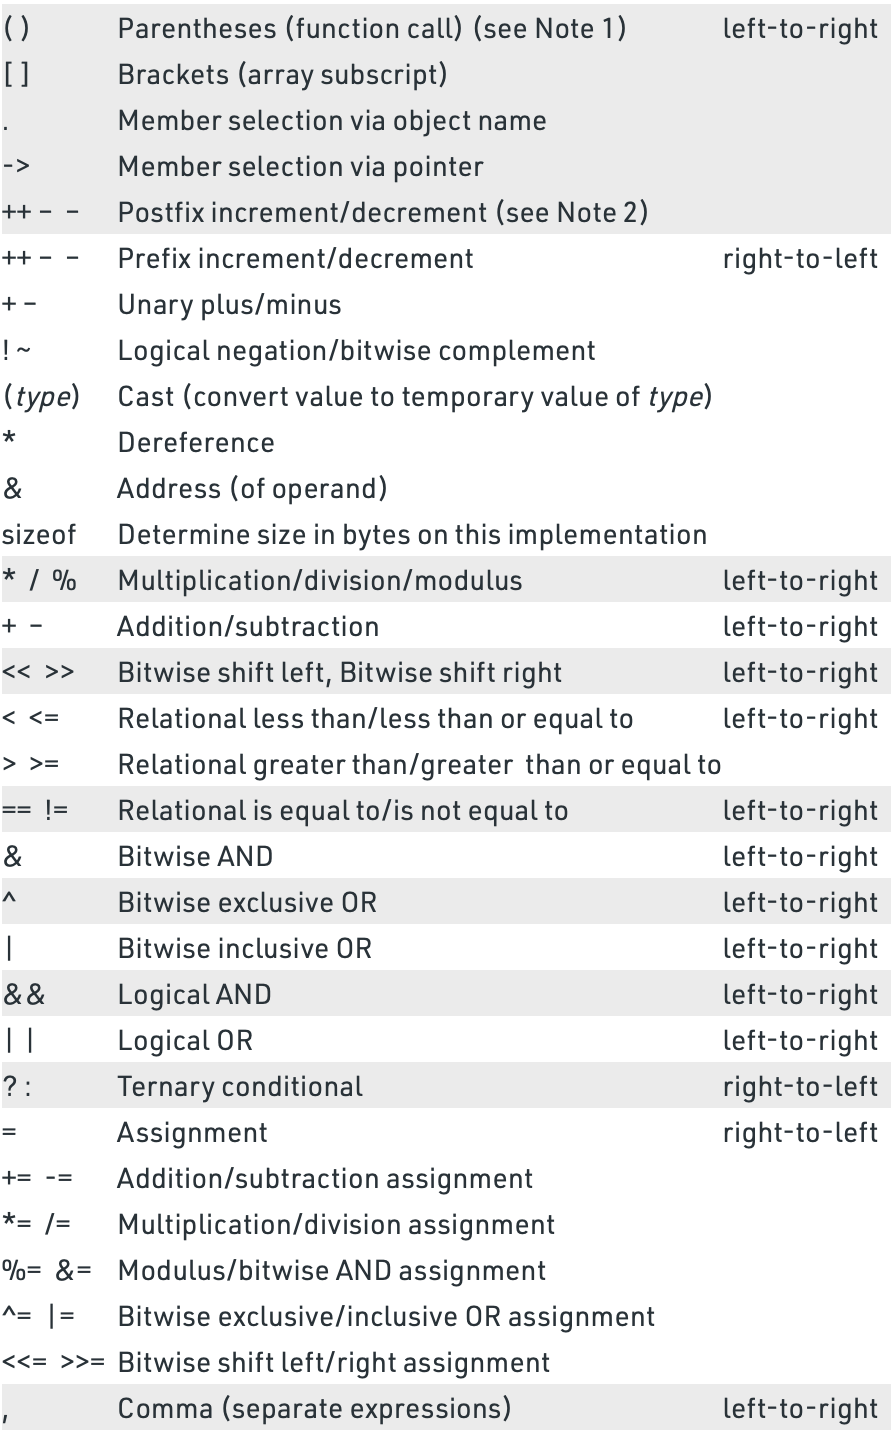 ( ) Parentheses (function call) (see Note 1) left-to-right
[ ] Brackets (array subscript)
. Member selection via object name
-> Member selection via pointer
++ – – Postfix increment/decrement (see Note 2)
++ – – Prefix increment/decrement right-to-left
+ – Unary plus/minus
! ~ Logical negation/bitwise complement
(type) Cast (convert value to temporary value of type)
* Dereference
& Address (of operand)
sizeof Determine size in bytes on this implementation
* / % Multiplication/division/modulus left-to-right
+ – Addition/subtraction left-to-right
<< >> Bitwise shift left, Bitwise shift right left-to-right
< <= Relational less than/less than or equal to left-to-right
> >= Relational greater than/greater than or equal to
== != Relational is equal to/is not equal to left-to-right
& Bitwise AND left-to-right
^ Bitwise exclusive OR left-to-right
| Bitwise inclusive OR left-to-right
&& Logical AND left-to-right
| | Logical OR left-to-right
? : Ternary conditional right-to-left
= Assignment right-to-left
+= -= Addition/subtraction assignment
*= /= Multiplication/division assignment
%= &= Modulus/bitwise AND assignment
^= |= Bitwise exclusive/inclusive OR assignment
<<= >>= Bitwise shift left/right assignment
, Comma (separate expressions) left-to-right